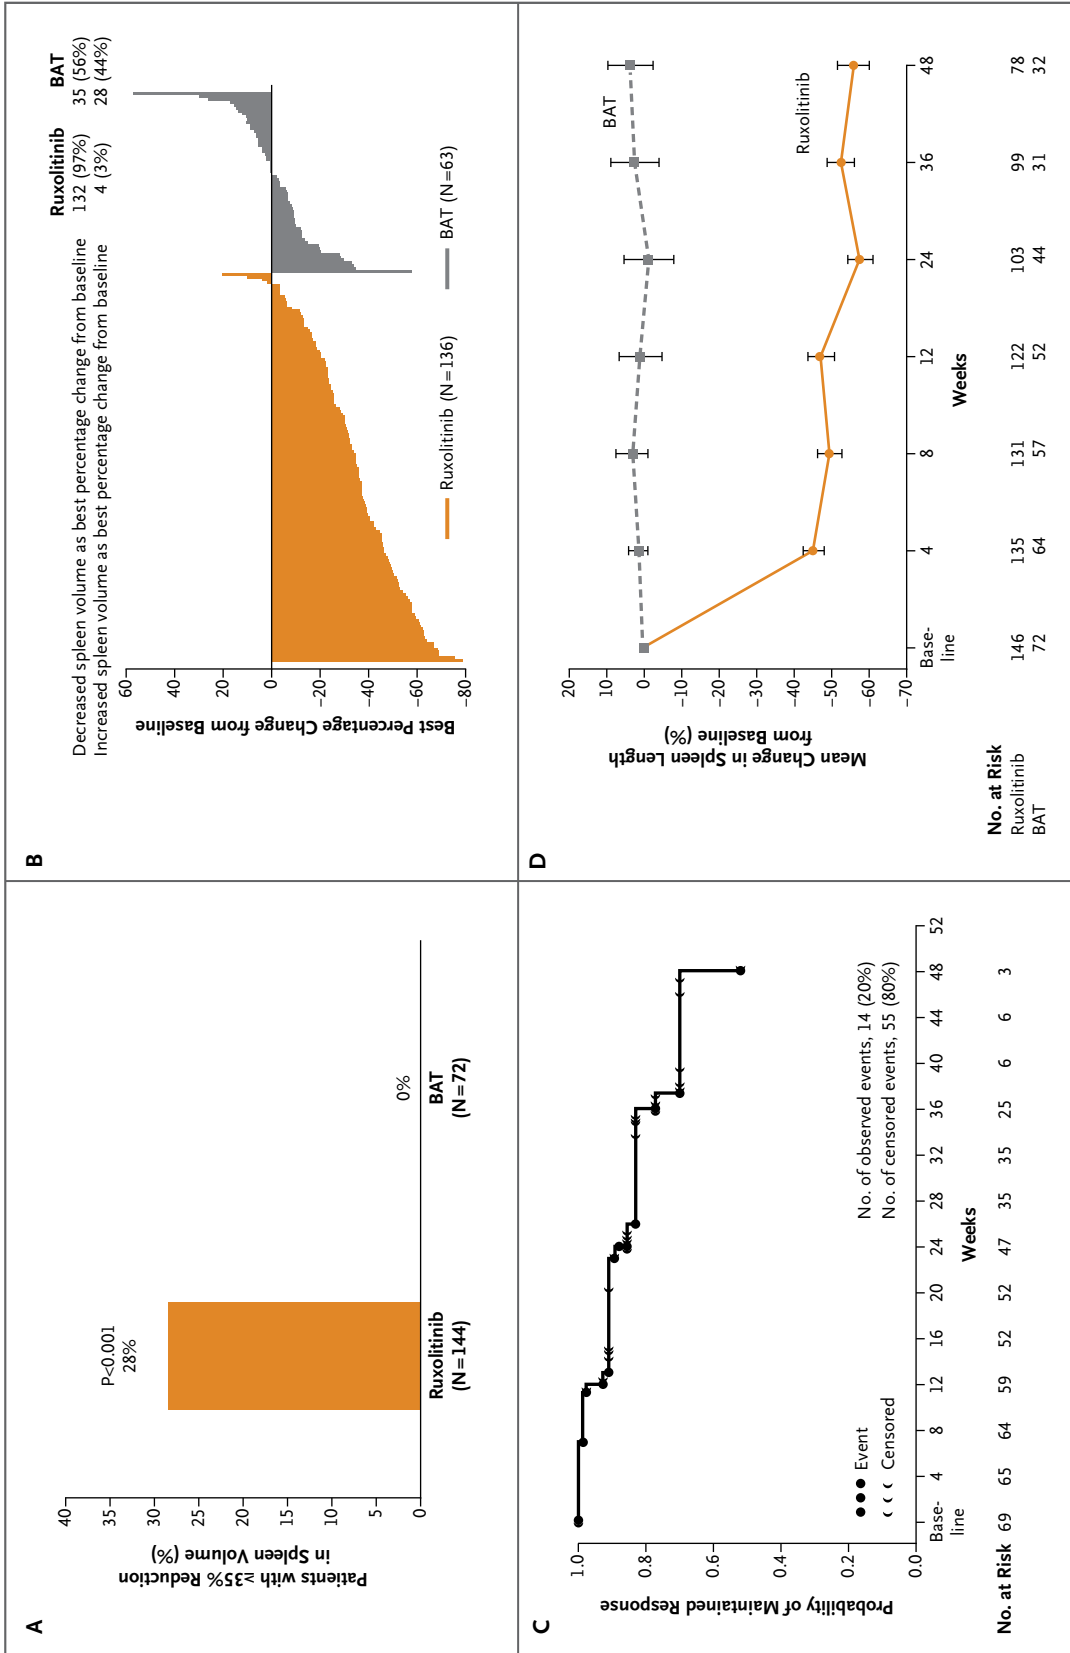 A
Patients with ≥35% Reduction
in Spleen Volume (%)
40
35
30
25
20
15
10
5
0
P<0.001
28%
0%
Ruxolitinib
(N=144)
BAT
(N=72)
B
Ruxolitinib BAT
Decreased spleen volume as best percentage change from baseline 132 (97%) 35 (56%)
Increased spleen volume as best percentage change from baseline 4 (3%) 28 (44%)
Best Percentage Change from Baseline
60
40
20
0
−20
−40
−60
−80
Ruxolitinib (N=136) BAT (N=63)
C
Probability of Maintained Response
1.0
0.8
0.6
0.4
0.2
0.0
Event
Censored
No. of observed events, 14 (20%)
No. of censored events, 55 (80%)
Base-
line
4 8 12 16 20 24 28 32 36 40 44 48 52
Weeks
No. at Risk 69 65 64 59 52 52 47 35 35 25 6 6 3
D
Mean Change in Spleen Length
from Baseline (%)
20
10
0
−10
−20
−30
−40
−50
−60
−70
BAT
Ruxolitinib
Base-
line
4 8 12 24 36 48
Weeks
No. at Risk
Ruxolitinib 146 135 131 122 103 99 78
BAT 72 64 57 52 44 31 32